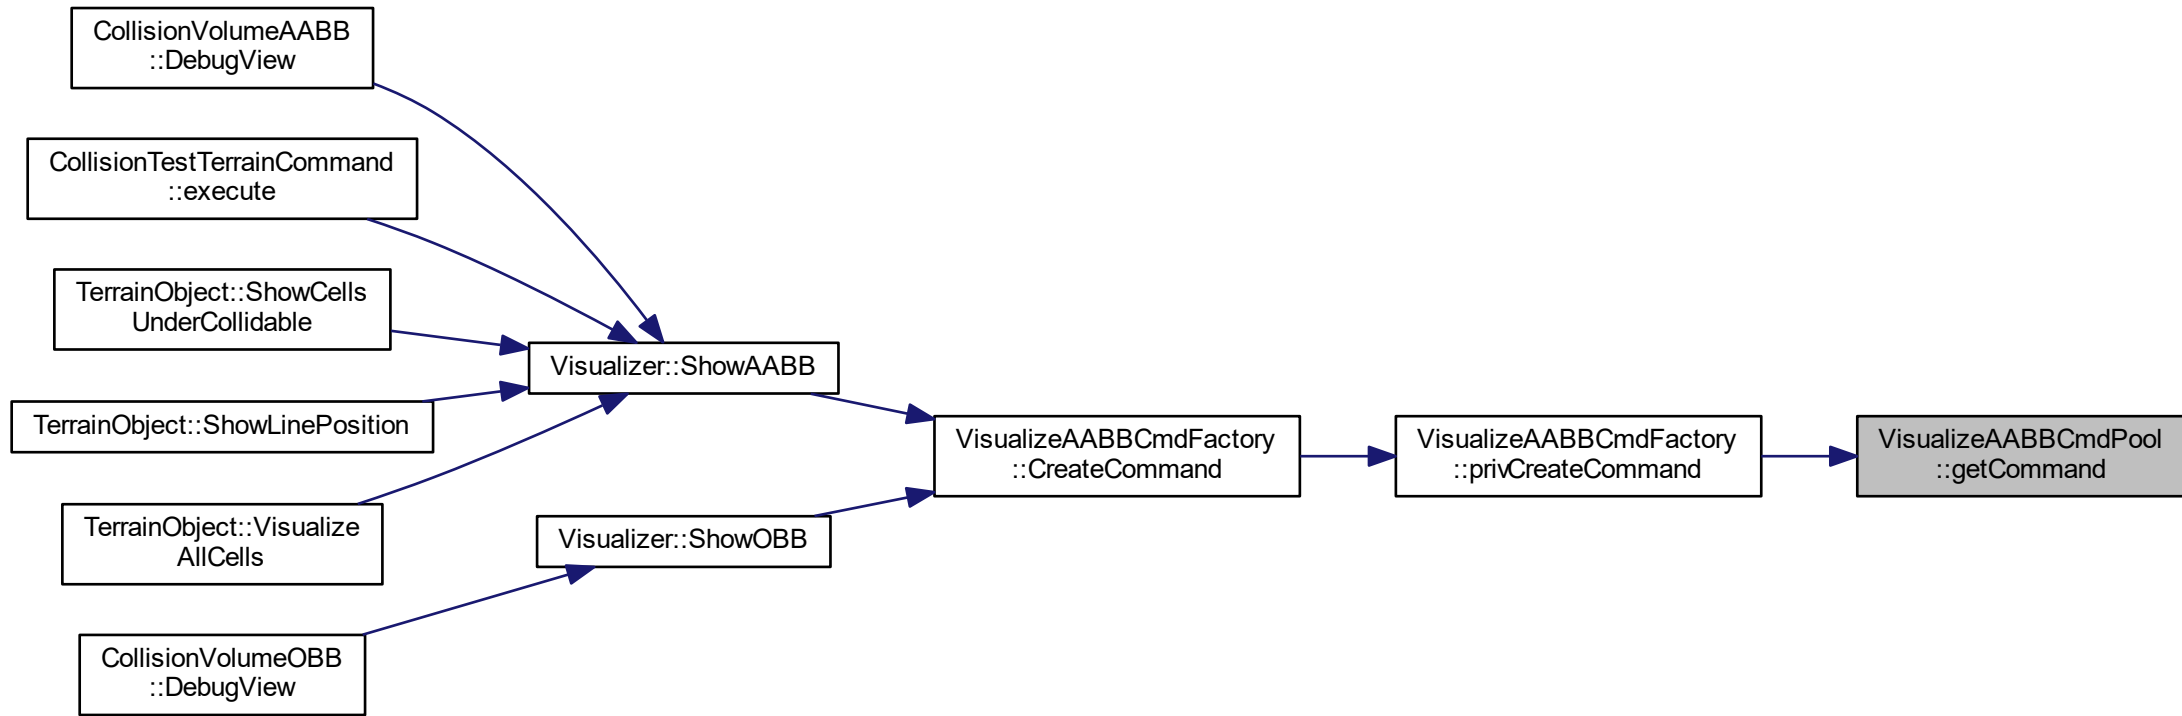 CollisionVolumeAABB
::DebugView
CollisionTestTerrainCommand
::execute
TerrainObject::ShowCells
UnderCollidable
TerrainObject::ShowLinePosition
TerrainObject::Visualize
AllCells
CollisionVolumeOBB
::DebugView
Visualizer::ShowAABB
Visualizer::ShowOBB
VisualizeAABBCmdFactory
::CreateCommand
VisualizeAABBCmdFactory
::privCreateCommand
VisualizeAABBCmdPool
::getCommand